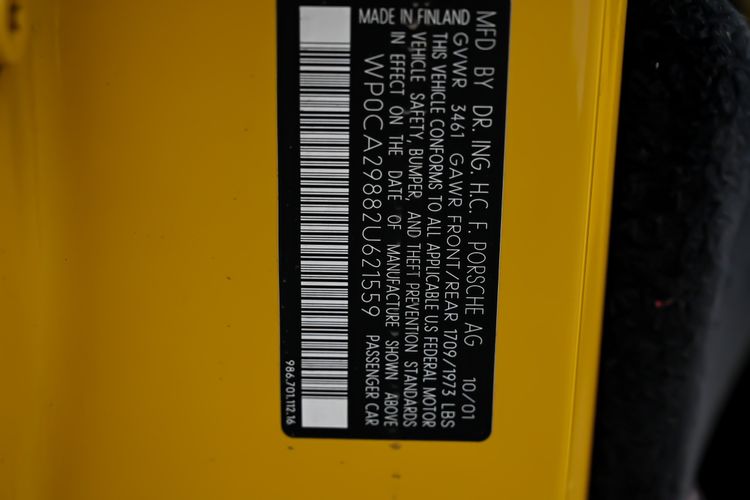 MFD BY DR. ING. H.C. F. PORSCHE AG 10/01
GVWR 3461 GAWR FRONT/REAR 1709/1973 LBS
THIS VEHICLE CONFORMS TO ALL APPLICABLE U.S FEDERAL MOTOR
VEHICLE SAFETY, BUMPER, AND THEFT PREVENTION STANDARDS
IN EFFECT ON THE DATE OF MANUFACTURE SHOWN ABOVE
MADE IN FINLAND
WP0CA29882U621559 PASSENGER CAR
986.701.112.16